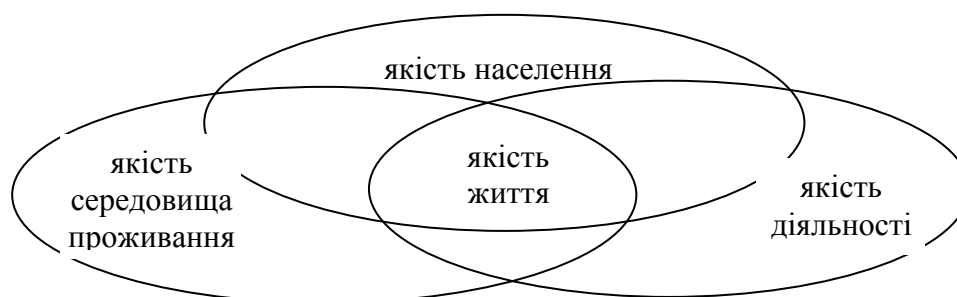 якість населення
якість
середовища
проживання
якість
життя
якість
діяльності